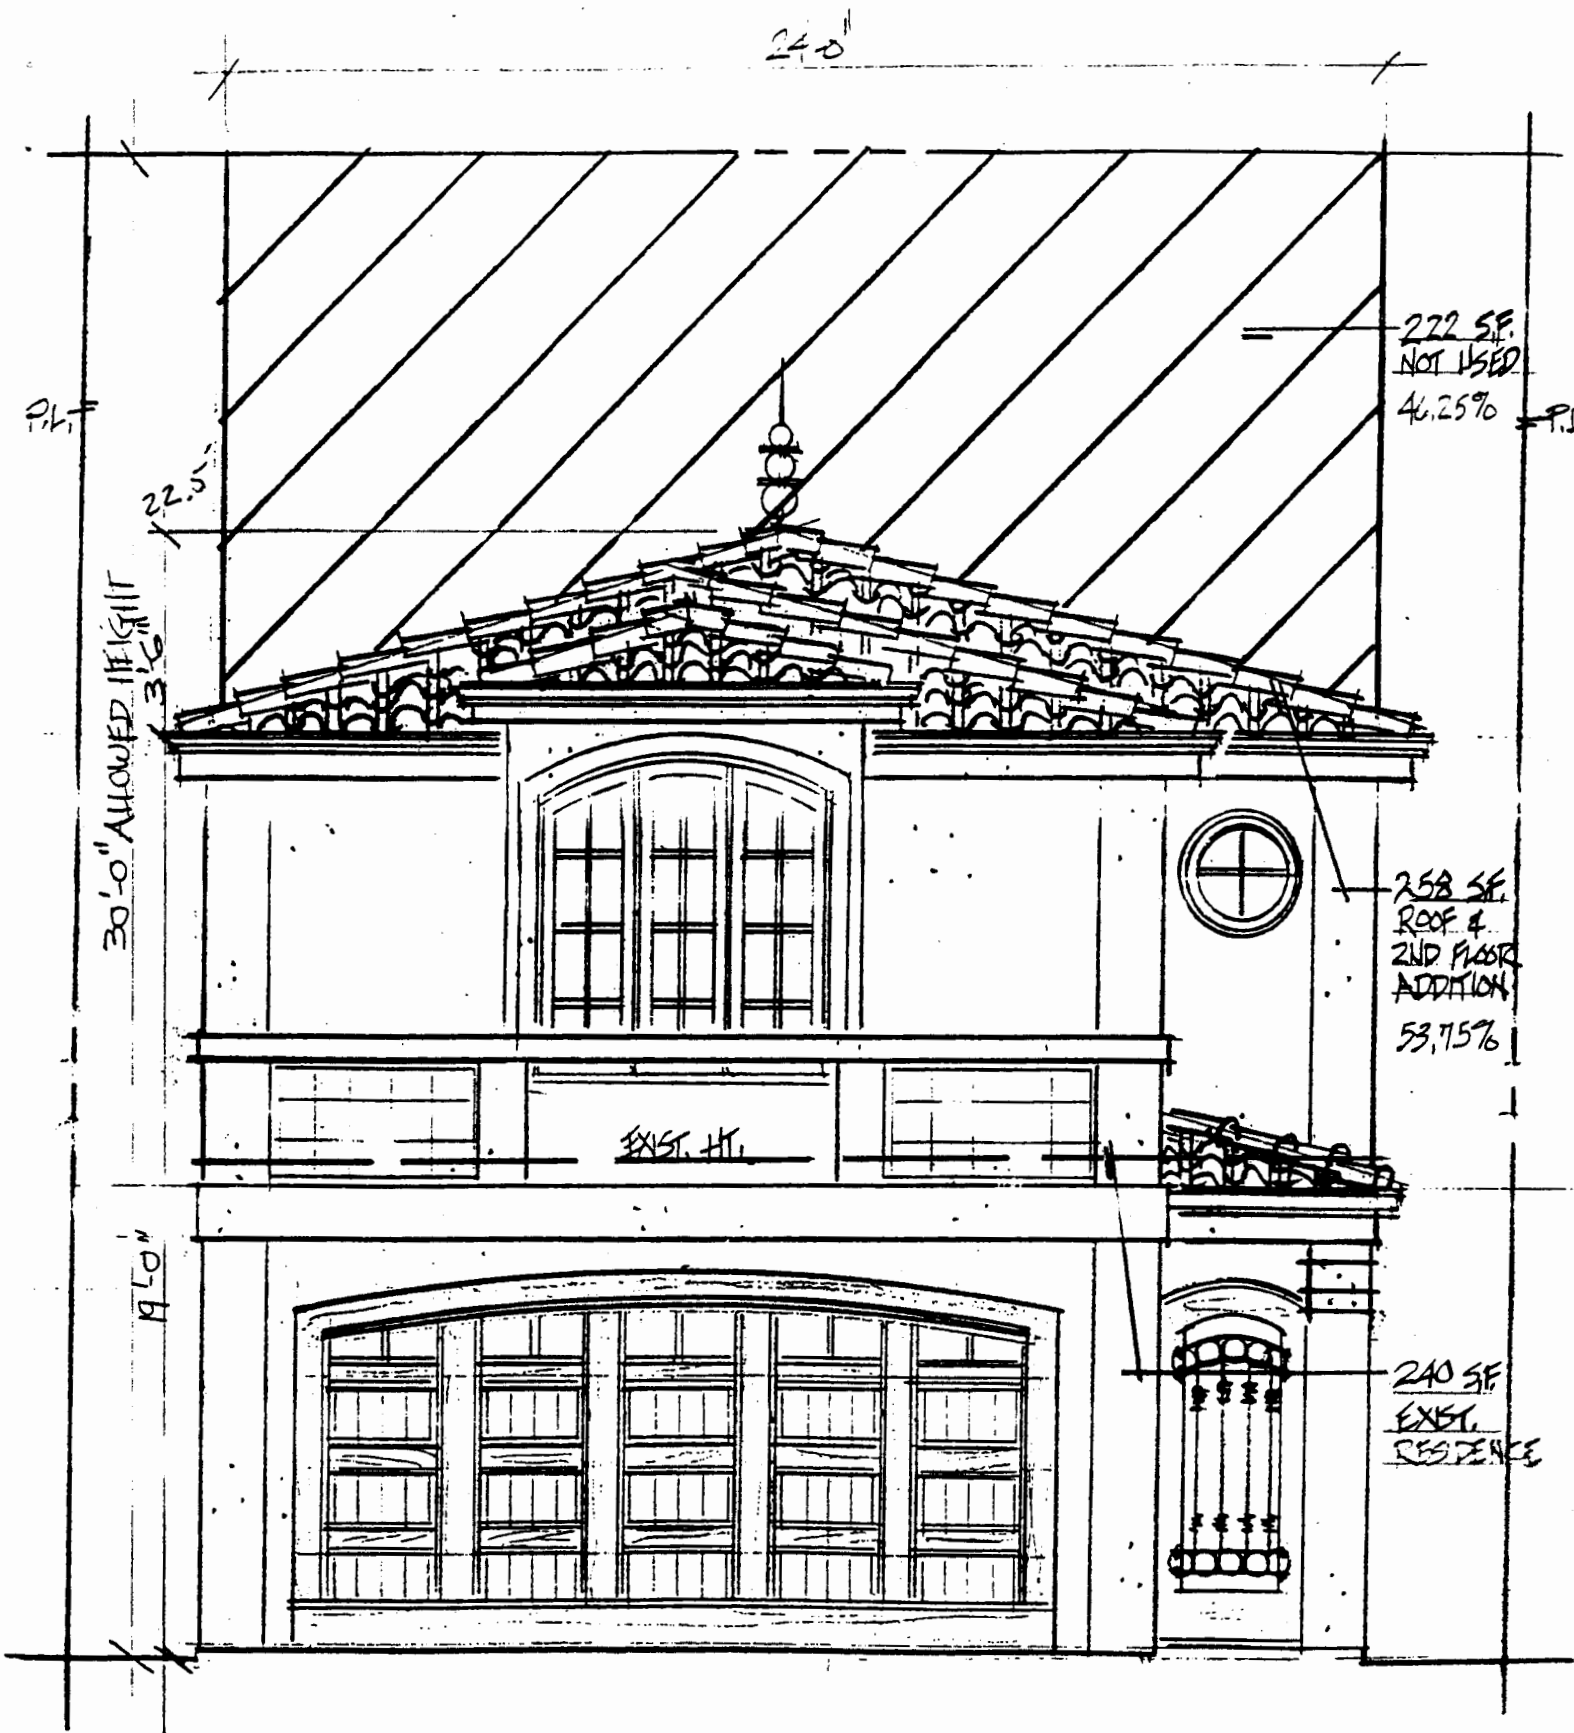 24'-0"
222 S.F.
NOT USED
46.25%
P.L.
P.L
22.5'
30'-0" ALLOWED HEIGHT
3'6"
258 S.F.
ROOF &
2ND FLOOR
ADDITION
53.75%
EXIST. HT.
19'-0"
240 S.F.
EXIST.
RESIDENCE